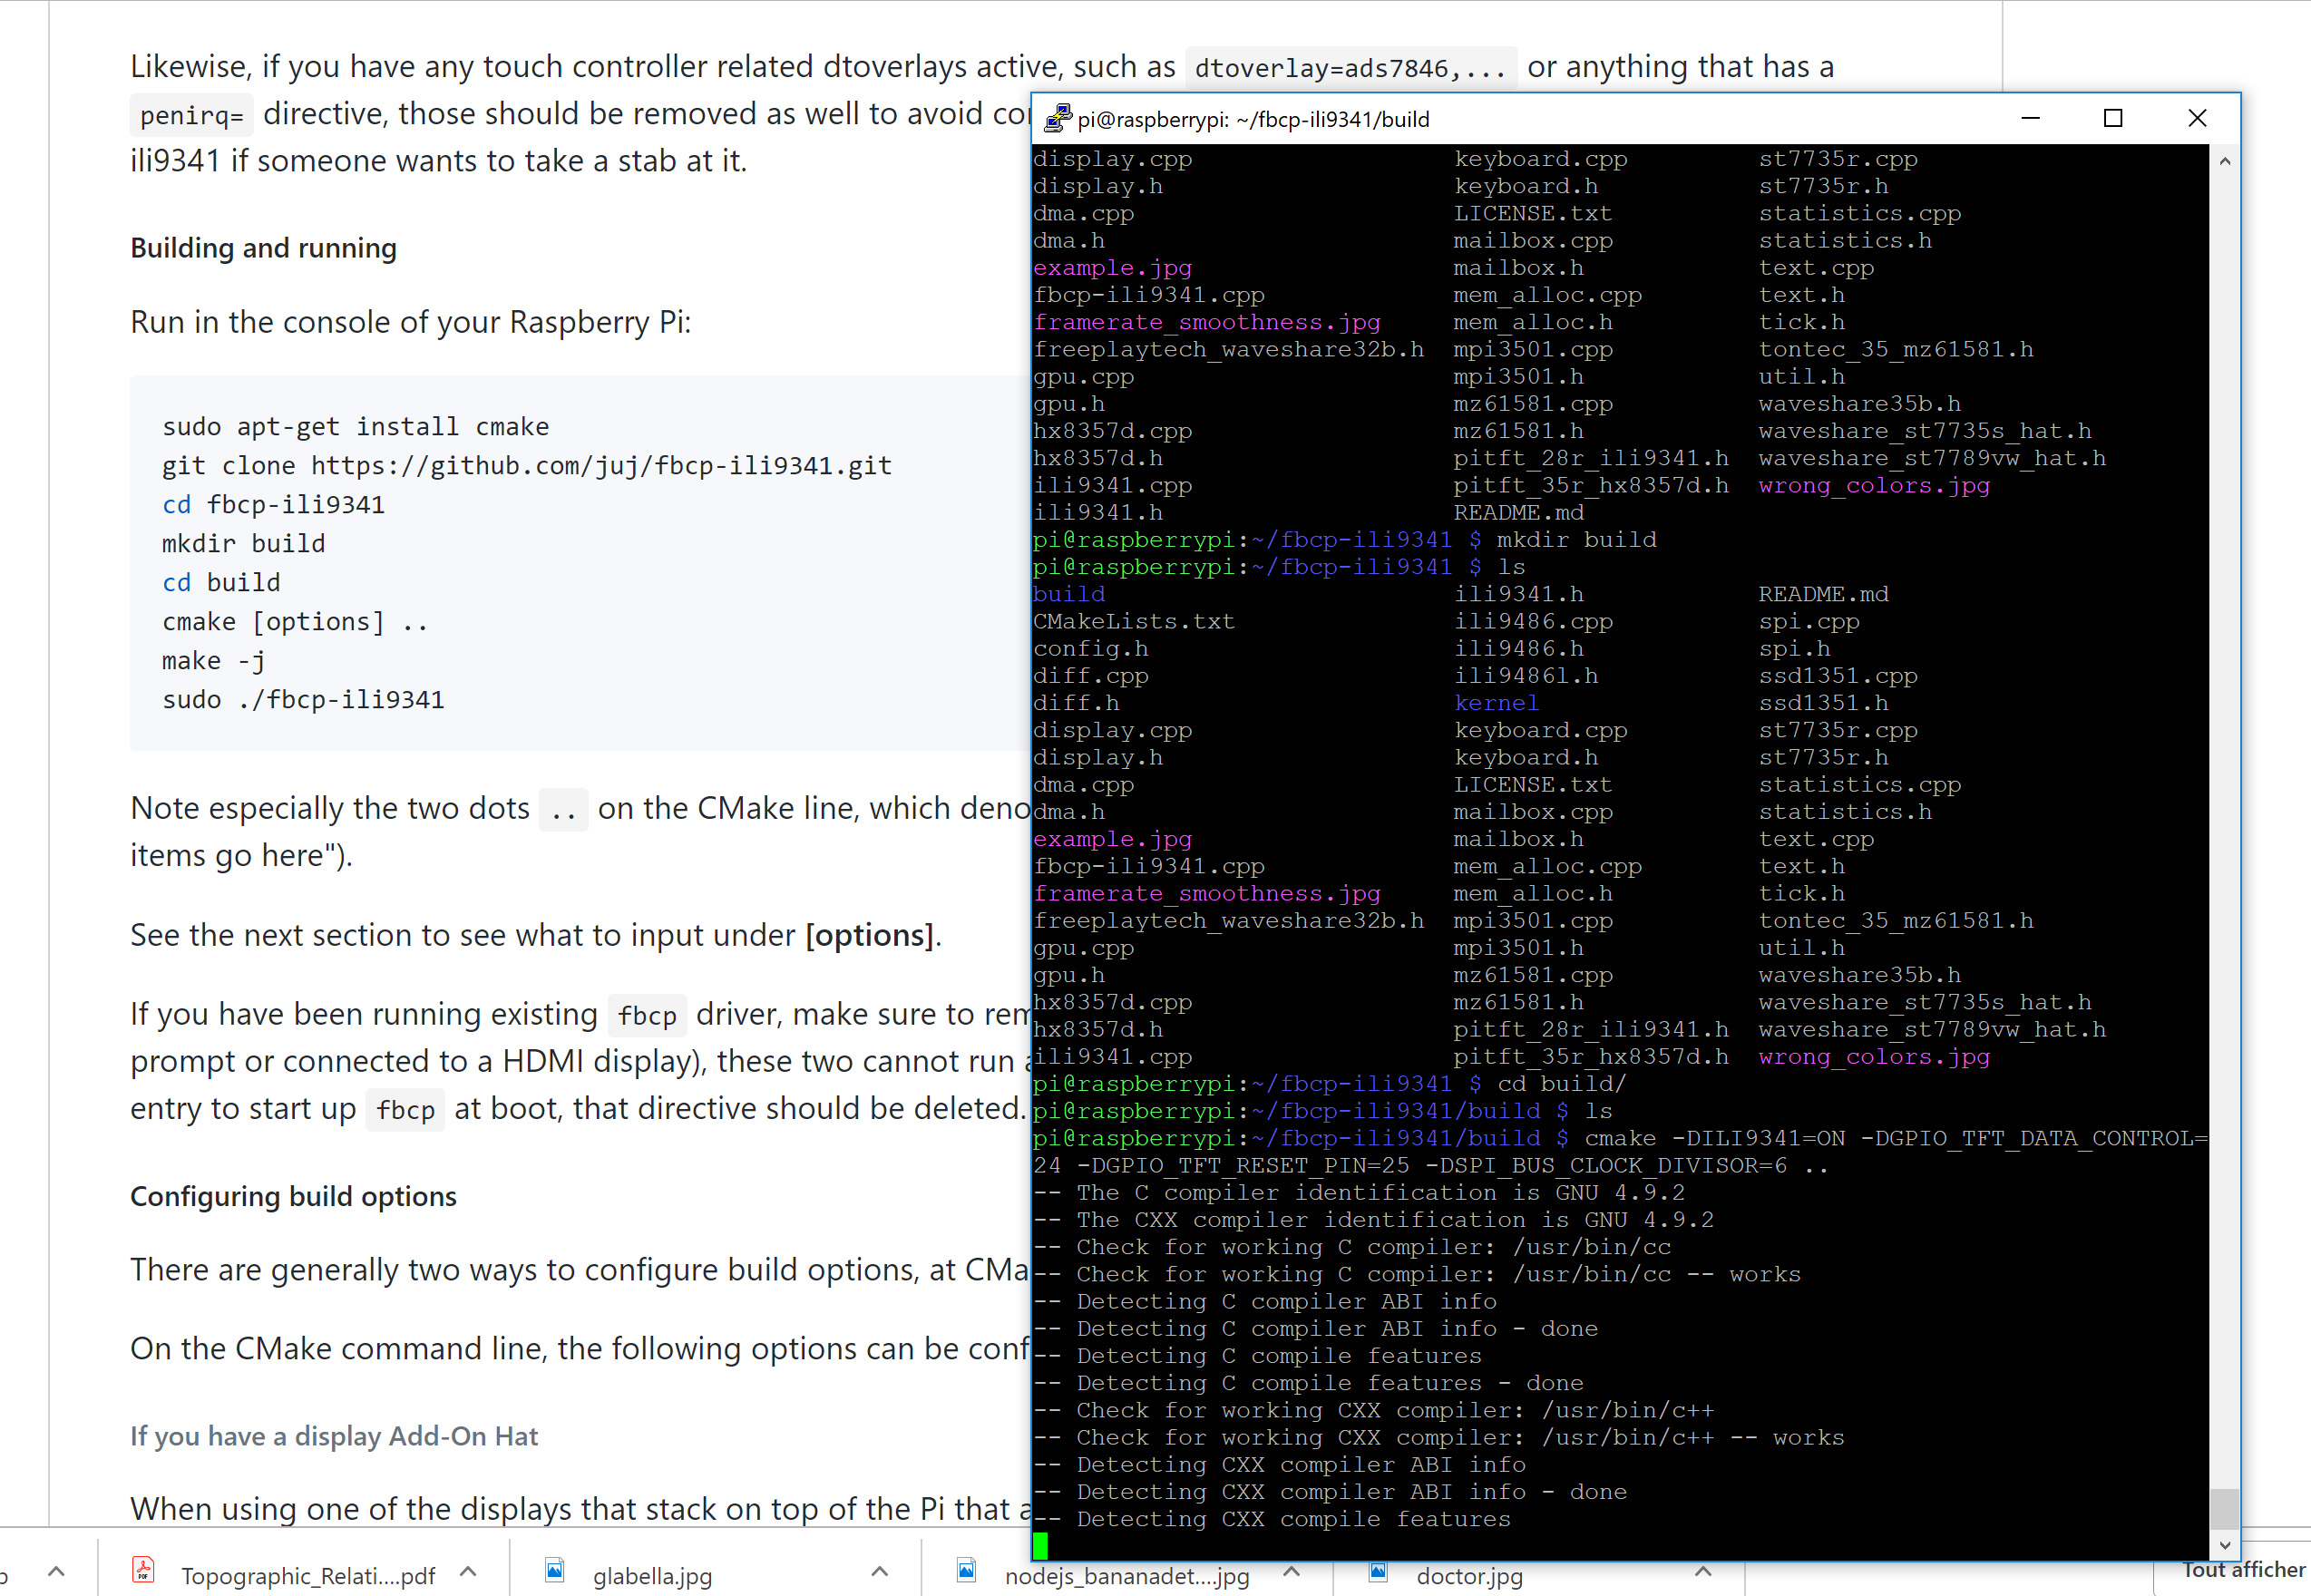 Likewise, if you have any touch controller related dtoverlays active, such as dtoverlay=ads7846,... or anything that has a
penirq= directive, those should be removed as well to avoid
ili9341 if someone wants to take a stab at it.
Building and running
Run in the console of your Raspberry Pi:
sudo apt-get install cmake
git clone https://github.com/juj/fbcp-ili9341.git
cd fbcp-ili9341
mkdir build
cd build
cmake [options] ..
make -j
sudo ./fbcp-ili9341
Note especially the two dots .. on the CMake line, which
items go here").
See the next section to see what to input under [options].
If you have been running existing fbcp driver, make sure to
prompt or connected to a HDMI display), these two cannot run
entry to start up fbcp at boot, that directive should be deleted.
Configuring build options
There are generally two ways to configure build options, at
On the CMake command line, the following options can be
If you have a display Add-On Hat
When using one of the displays that stack on top of the Pi that
pi@raspberrypi: ~/fbcp-ili9341/build
display.cpp keyboard.cpp st7735r.cpp
display.h keyboard.h st7735r.h
dma.cpp LICENSE.txt statistics.cpp
dma.h mailbox.cpp statistics.h
example.jpg mailbox.h text.cpp
fbcp-ili9341.cpp mem_alloc.cpp text.h
framerate_smoothness.jpg mem_alloc.h tick.h
freeplaytech_waveshare32b.h mpi3501.cpp tontec_35_mz61581.h
gpu.cpp mpi3501.h util.h
gpu.h mz61581.cpp waveshare35b.h
hx8357d.cpp mz61581.h waveshare_st7735s_hat.h
hx8357d.h pitft_28r_ili9341.h waveshare_st7789vw_hat.h
ili9341.cpp pitft_35r_hx8357d.h wrong_colors.jpg
ili9341.h README.md
pi@raspberrypi:~/fbcp-ili9341 $ mkdir build
pi@raspberrypi:~/fbcp-ili9341 $ ls
build ili9341.h README.md
CMakeLists.txt ili9486.cpp spi.cpp
config.h ili9486.h spi.h
diff.cpp ili9486l.h ssd1351.cpp
diff.h kernel ssd1351.h
display.cpp keyboard.cpp st7735r.cpp
display.h keyboard.h st7735r.h
dma.cpp LICENSE.txt statistics.cpp
dma.h mailbox.cpp statistics.h
example.jpg mailbox.h text.cpp
fbcp-ili9341.cpp mem_alloc.cpp text.h
framerate_smoothness.jpg mem_alloc.h tick.h
freeplaytech_waveshare32b.h mpi3501.cpp tontec_35_mz61581.h
gpu.cpp mpi3501.h util.h
gpu.h mz61581.cpp waveshare35b.h
hx8357d.cpp mz61581.h waveshare_st7735s_hat.h
hx8357d.h pitft_28r_ili9341.h waveshare_st7789vw_hat.h
ili9341.cpp pitft_35r_hx8357d.h wrong_colors.jpg
pi@raspberrypi:~/fbcp-ili9341 $ cd build/
pi@raspberrypi:~/fbcp-ili9341/build $ ls
pi@raspberrypi:~/fbcp-ili9341/build $ cmake -DILI9341=ON -DGPIO_TFT_DATA_CONTROL=
24 -DGPIO_TFT_RESET_PIN=25 -DSPI_BUS_CLOCK_DIVISOR=6 ..
-- The C compiler identification is GNU 4.9.2
-- The CXX compiler identification is GNU 4.9.2
-- Check for working C compiler: /usr/bin/cc
-- Check for working C compiler: /usr/bin/cc -- works
-- Detecting C compiler ABI info
-- Detecting C compiler ABI info - done
-- Detecting C compile features
-- Detecting C compile features - done
-- Check for working CXX compiler: /usr/bin/c++
-- Check for working CXX compiler: /usr/bin/c++ -- works
-- Detecting CXX compiler ABI info
-- Detecting CXX compiler ABI info - done
-- Detecting CXX compile features
Topographic_Relati....pdf
glabella.jpg
nodejs_bananadet....jpg
doctor.jpg
Tout afficher